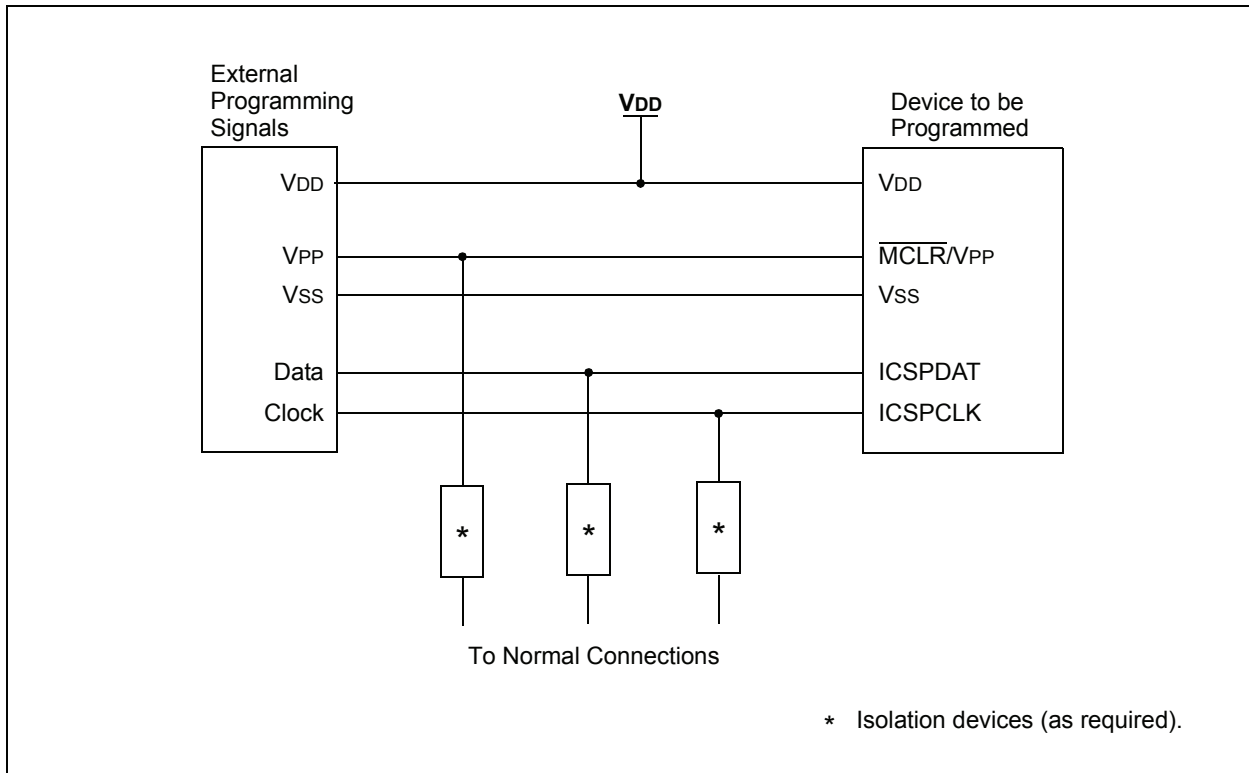 External
Programming
Signals
VDD
Device to be
Programmed
VDD
VDD
VPP
MCLR/VPP
VSS
VSS
Data
ICSPDAT
Clock
ICSPCLK
*
*
*
To Normal Connections
* Isolation devices (as required).